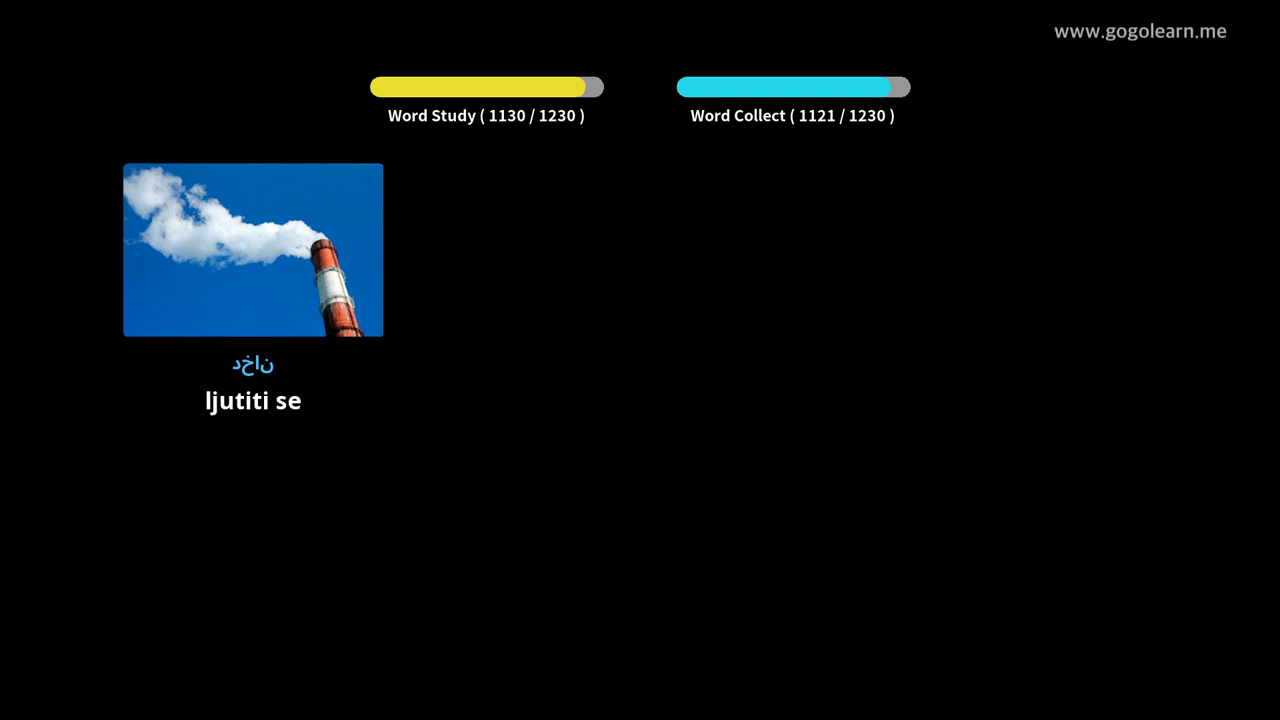 www.gogolearn.me
Word Study ( 1130 / 1230 )
Word Collect ( 1121 / 1230 )
دخان
ljutiti se